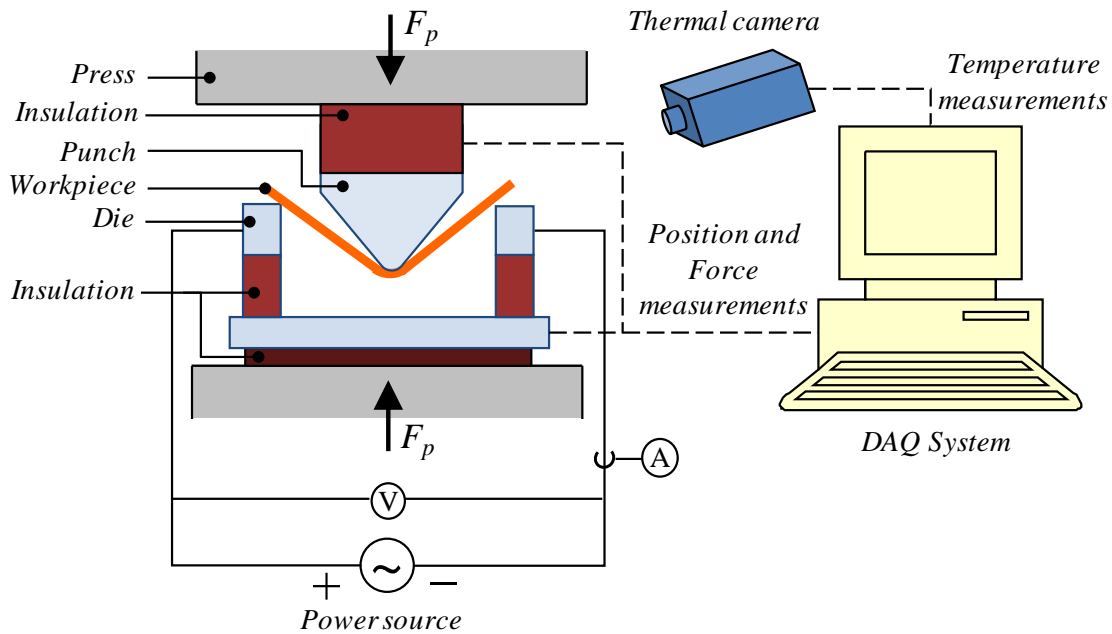 Thermal camera
F_p
Press
Insulation
Punch
Workpiece
Die
Insulation
Temperature
measurements
Position and
Force
measurements
F_p
DAQ System
A
V
~
+ −
Power source